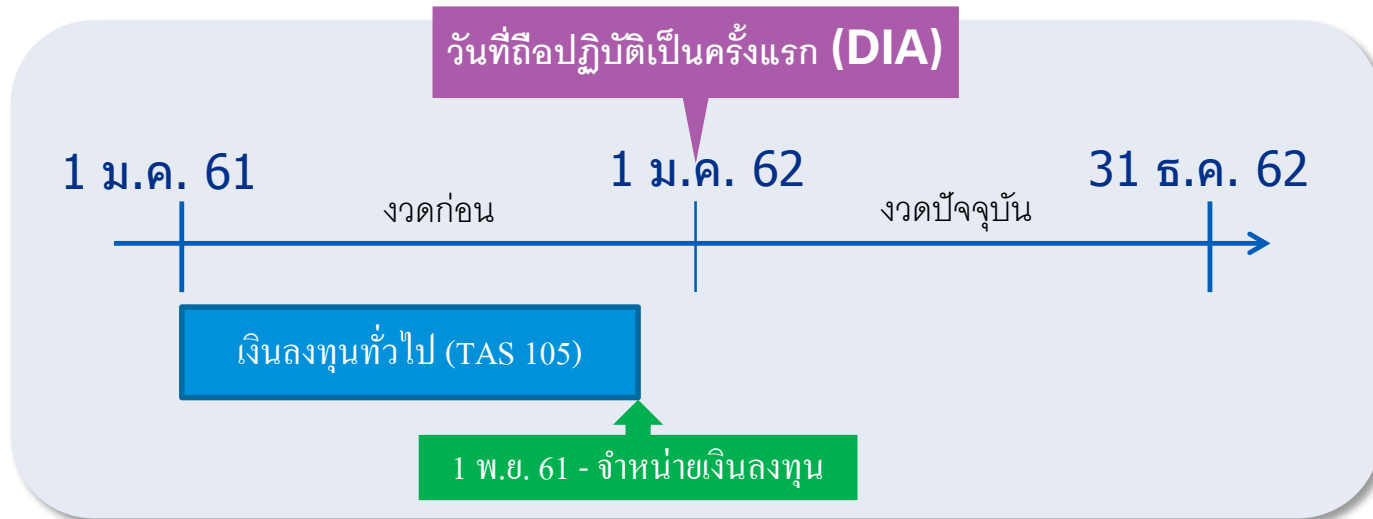 วันที่ถือปฏิบัติเป็นครั้งแรก (DIA)
1 ม.ค. 61
1 ม.ค. 62
31 ธ.ค. 62
งวดก่อน
งวดปัจจุบัน
เงินลงทุนทั่วไป (TAS 105)
1 พ.ย. 61 - จำหน่ายเงินลงทุน